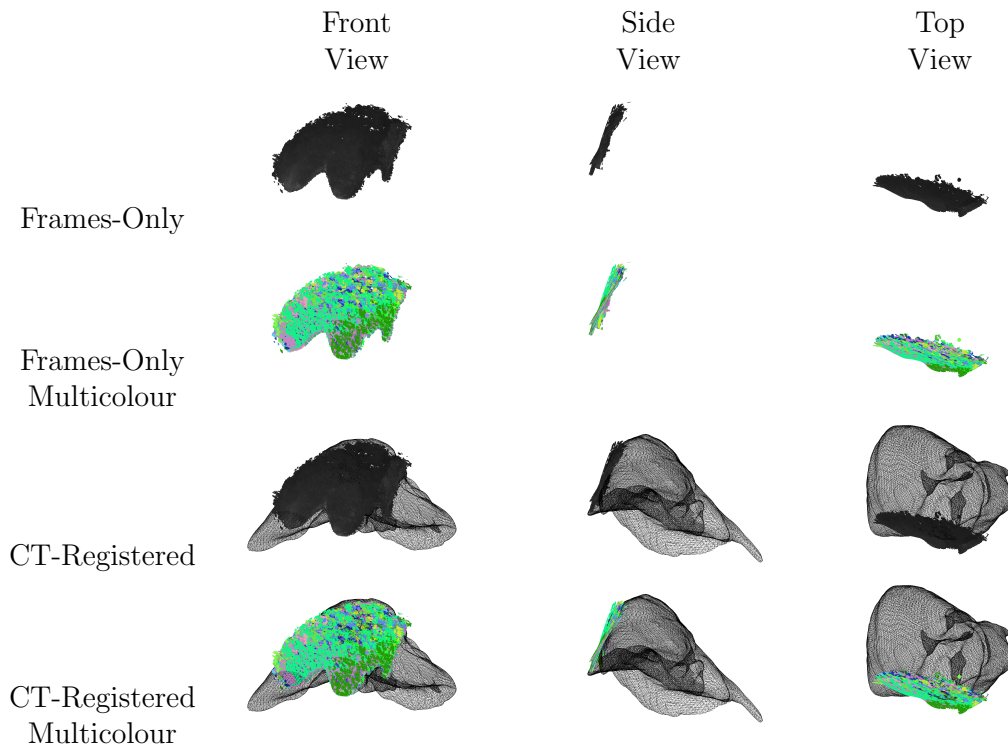 Front
View
Side
View
Top
View
Frames-Only
Frames-Only
Multicolour
CT-Registered
CT-Registered
Multicolour